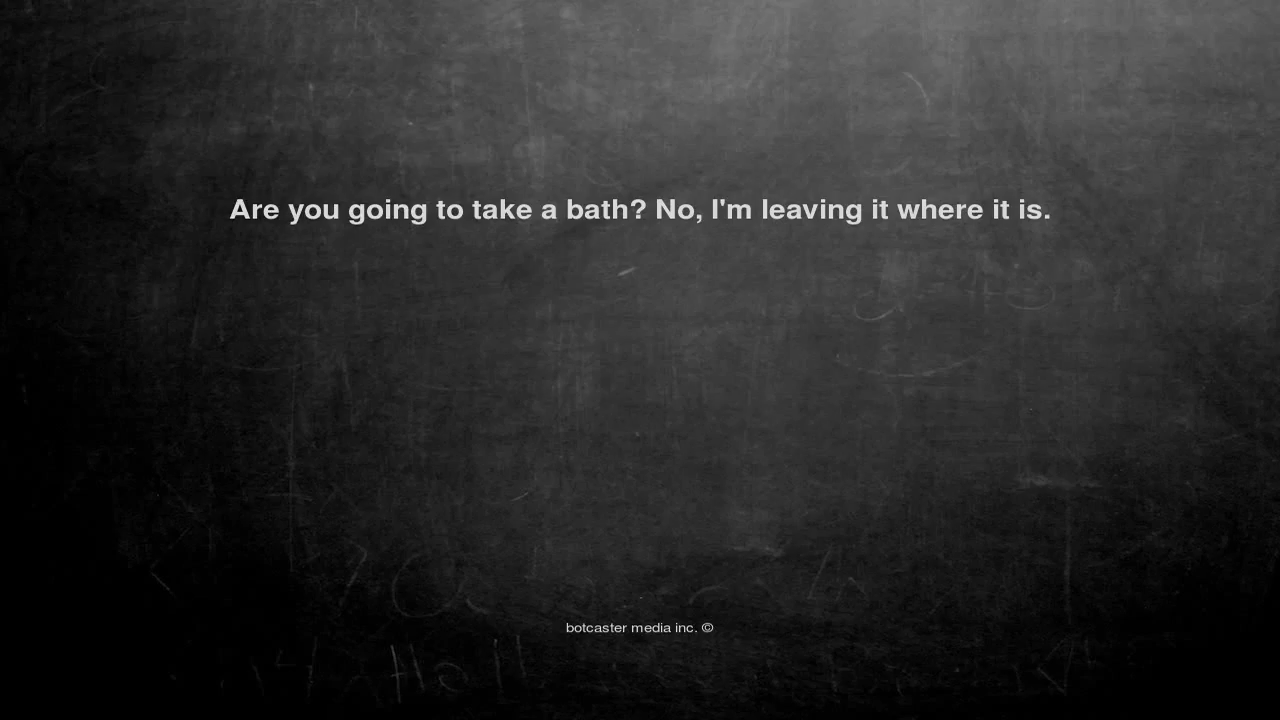 Are you going to take a bath? No, I'm leaving it where it is.
botcaster media inc. ©